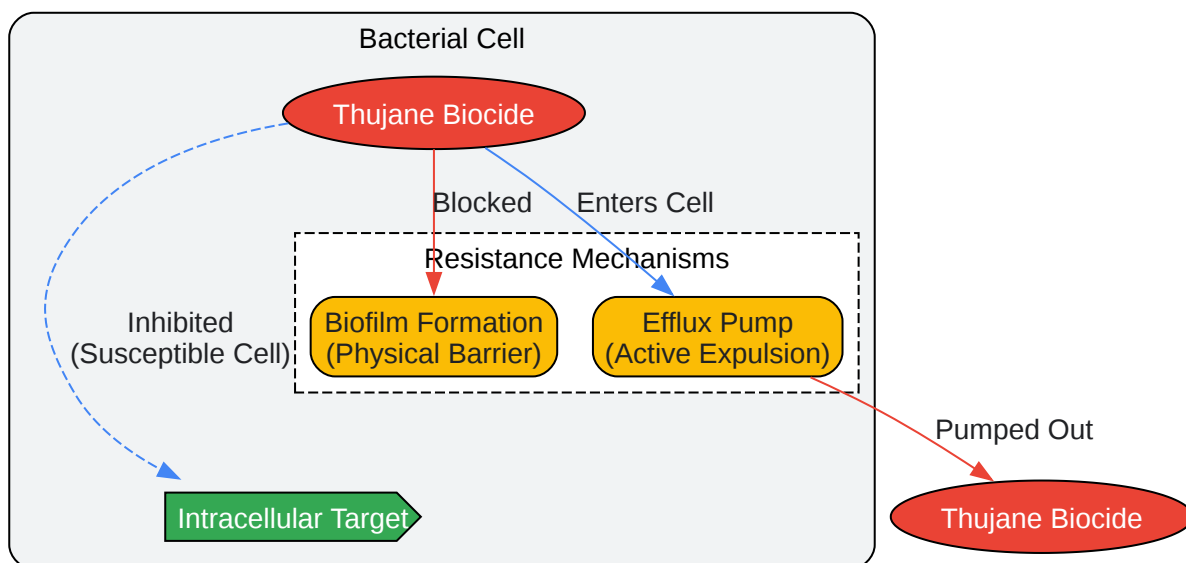 Bacterial Cell
Thujane Biocide
Blocked
Enters Cell
Resistance Mechanisms
Biofilm Formation
(Physical Barrier)
Efflux Pump
(Active Expulsion)
Inhibited
(Susceptible Cell)
Pumped Out
Intracellular Target
Thujane Biocide